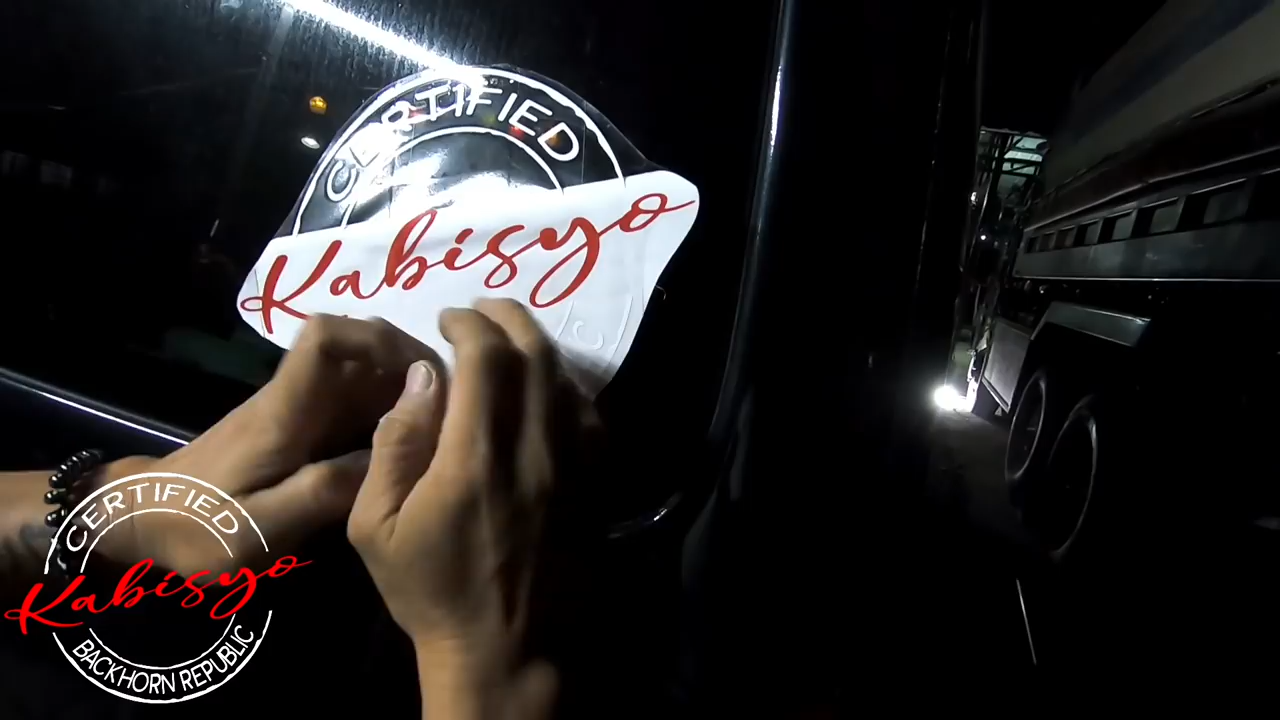 CERTIFIED
Kabisyo
C
CERTIFIED
Kabisyo
BACKHORN REPUBLIC